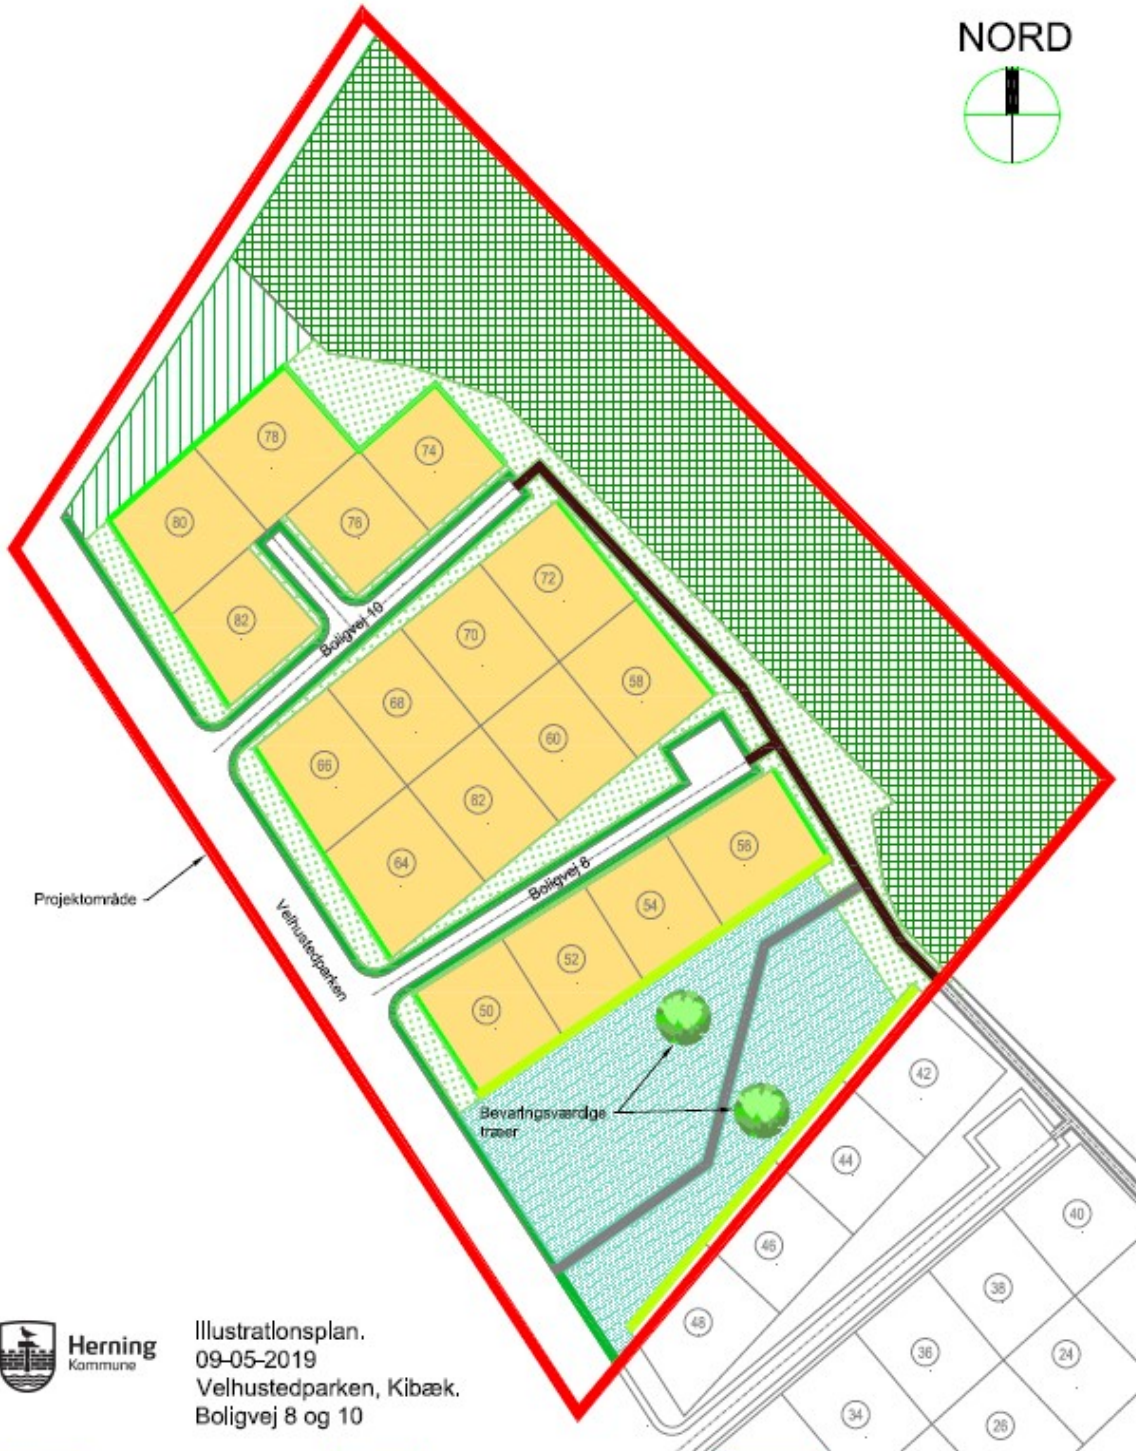 NORD
78
74
80
76
72
82
70
58
68
60
66
62
56
64
54
Boligvej 10
Boligvej 8
Projektområde
Velhustedparken
52
50
42
Bevaringsværdige
træer
44
40
46
38
48
36
24
34
26
Herning
Kommune
Illustrationsplan.
09-05-2019
Velhustedparken, Kibæk.
Boligvej 8 og 10